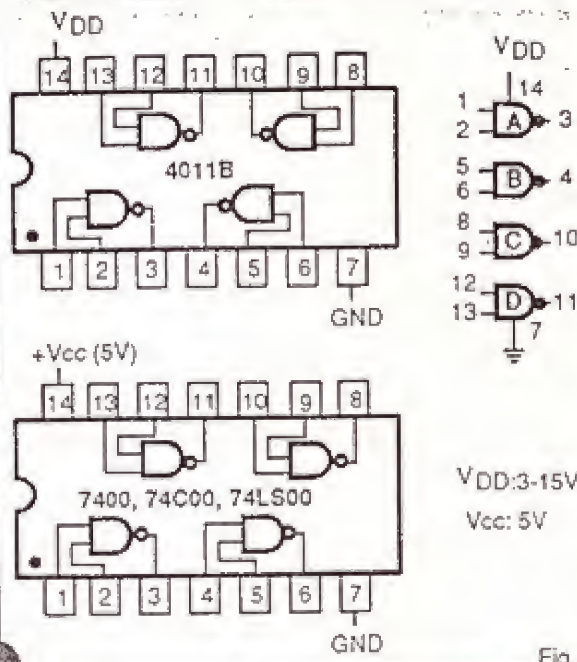 VDD
14 13 12 11 10 9 8
4011B
1 2 3 4 5 6 7
GND
VDD
14
1
2
A
3
5
6
B
4
8
9
C
10
12
13
D
11
7
+Vcc (5V)
14 13 12 11 10 9 8
7400, 74C00, 74LS00
1 2 3 4 5 6 7
GND
VDD:3-15V
Vcc: 5V
Fig